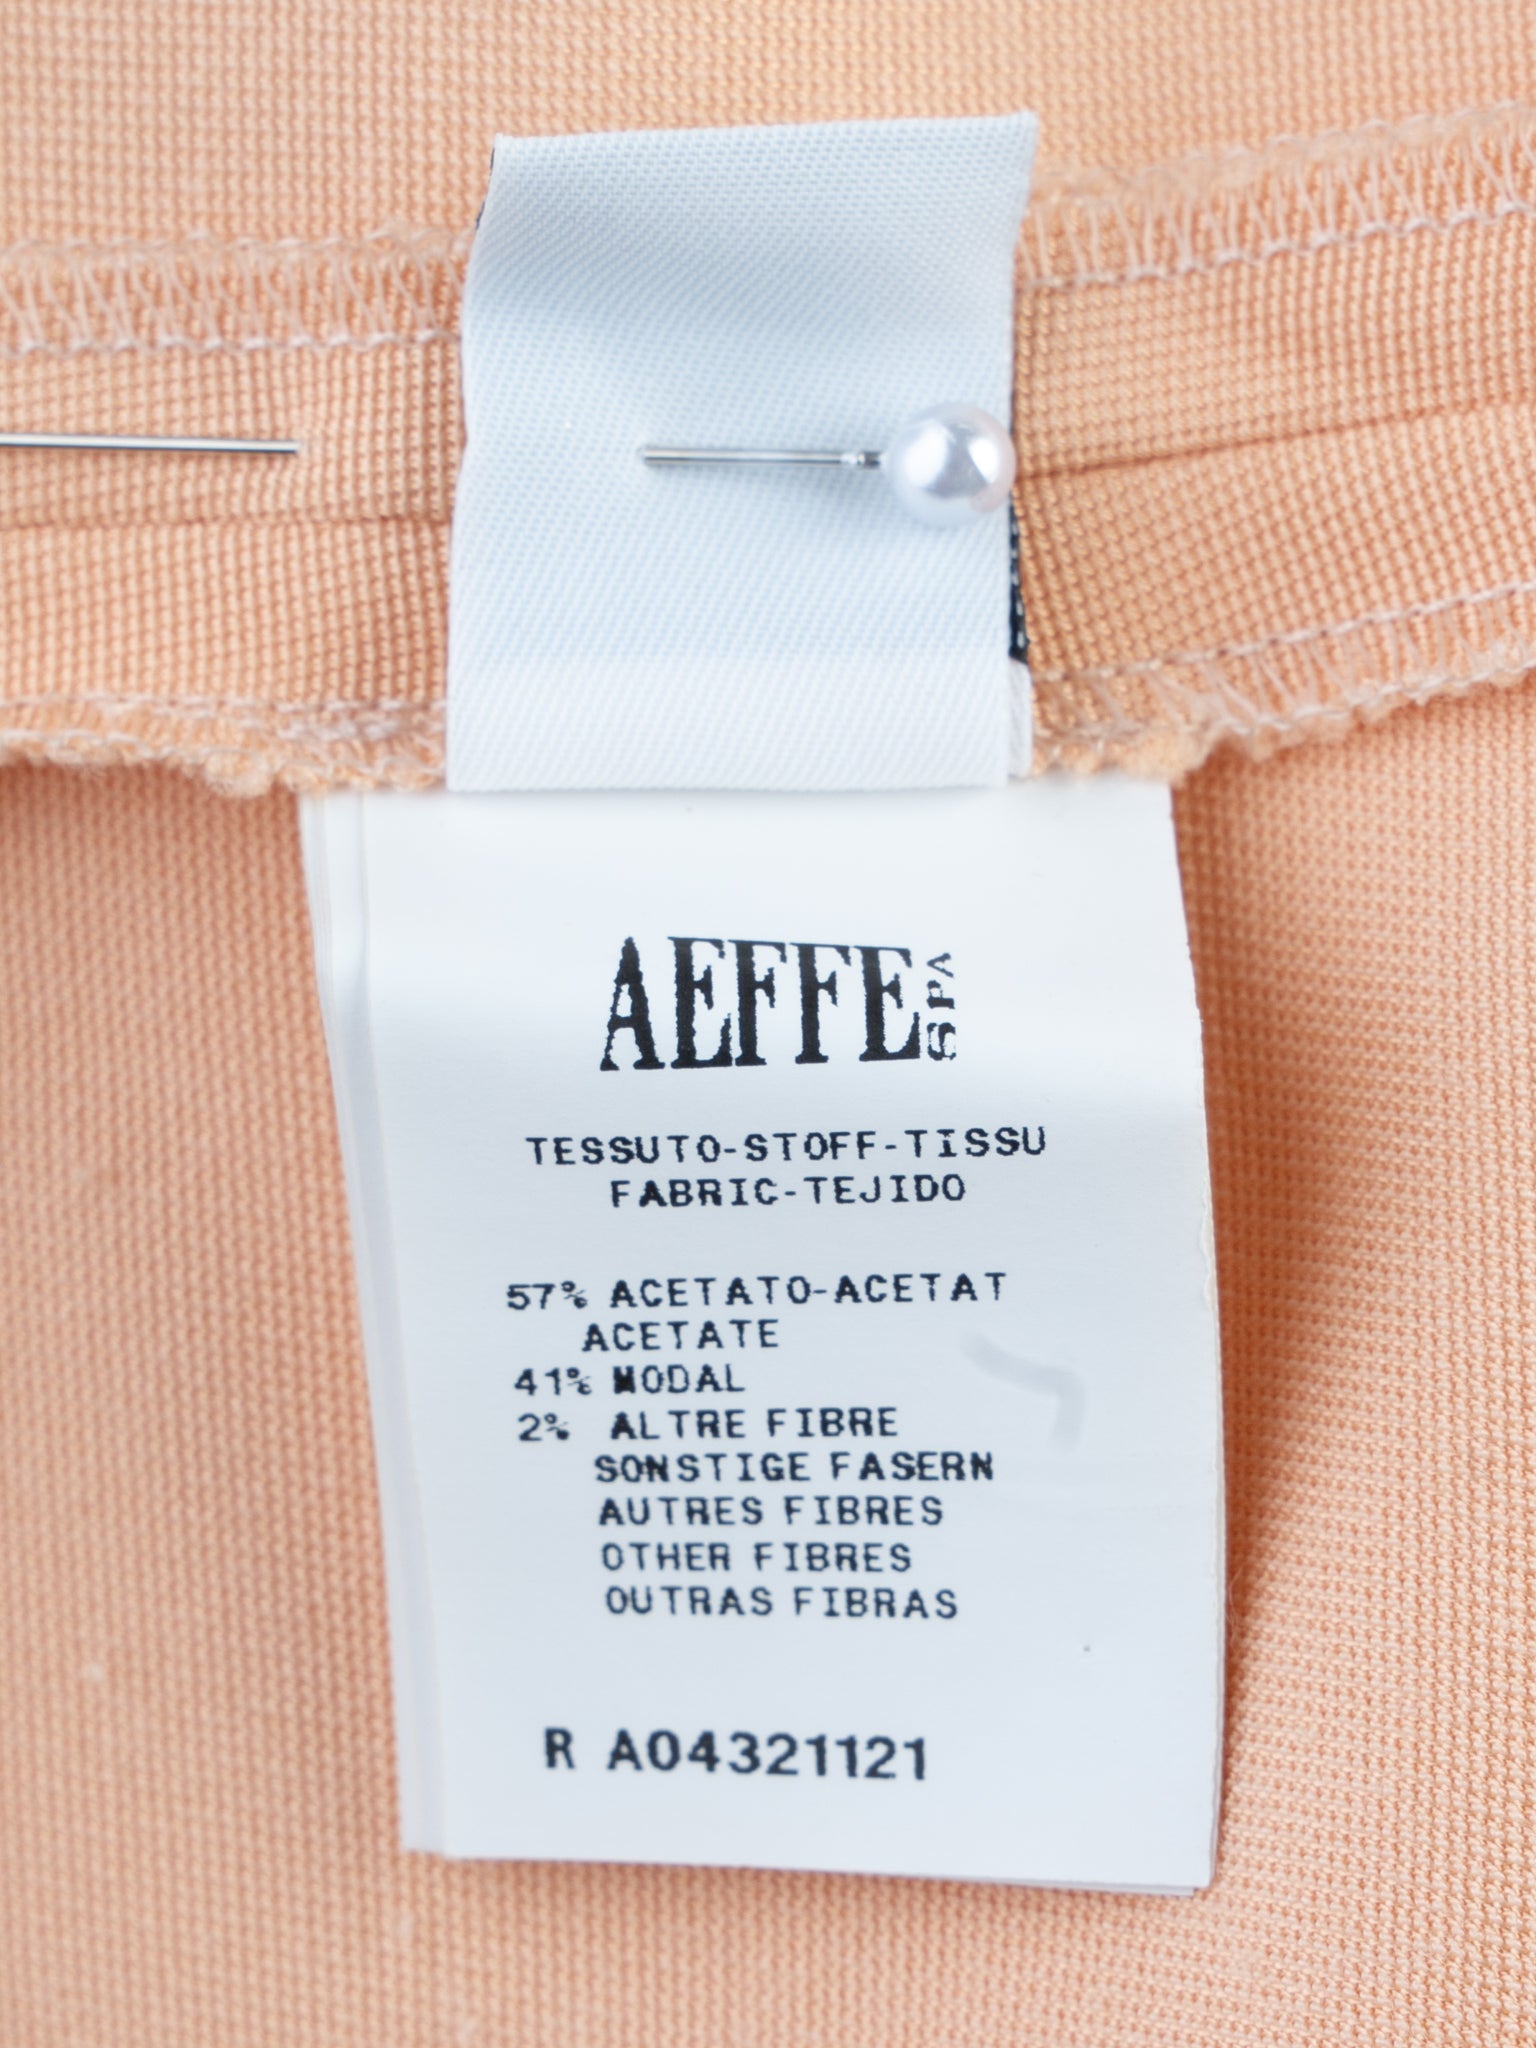 AEFFE SPA
TESSUTO-STOFF-TISSU
FABRIC-TEJIDO
57% ACETATO-ACETAT
ACETATE
41% MODAL
2% ALTRE FIBRE
SONSTIGE FASERN
AUTRES FIBRES
OTHER FIBRES
OUTRAS FIBRAS
R A04321121